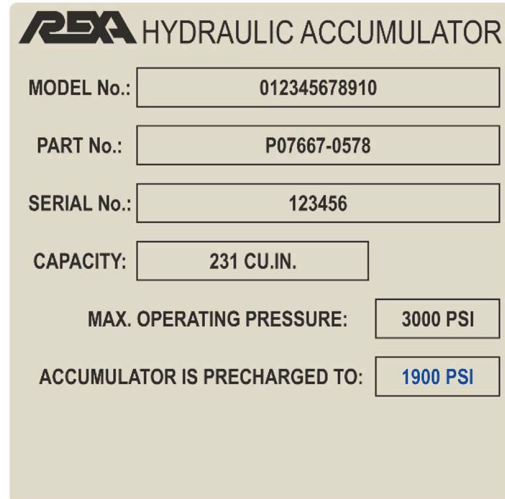 REXA HYDRAULIC ACCUMULATOR
MODEL No.: 012345678910
PART No.: P07667-0578
SERIAL No.: 123456
CAPACITY: 231 CU.IN.
MAX. OPERATING PRESSURE: 3000 PSI
ACCUMULATOR IS PRECHARGED TO: 1900 PSI